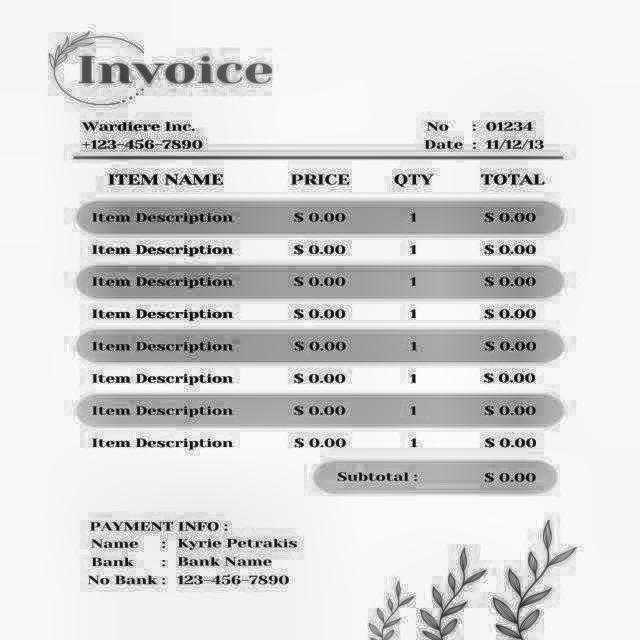 Invoice
Wardiere Inc. No : 01234
+123-456-7890 Date : 11/12/13
ITEM NAME PRICE QTY TOTAL
Item Description $ 0.00 1 $ 0.00
Item Description $ 0.00 1 $ 0.00
Item Description $ 0.00 1 $ 0.00
Item Description $ 0.00 1 $ 0.00
Item Description $ 0.00 1 $ 0.00
Item Description $ 0.00 1 $ 0.00
Item Description $ 0.00 1 $ 0.00
Item Description $ 0.00 1 $ 0.00
Subtotal : $ 0.00
PAYMENT INFO :
Name : Kyrie Petrakis
Bank : Bank Name
No Bank : 123-456-7890